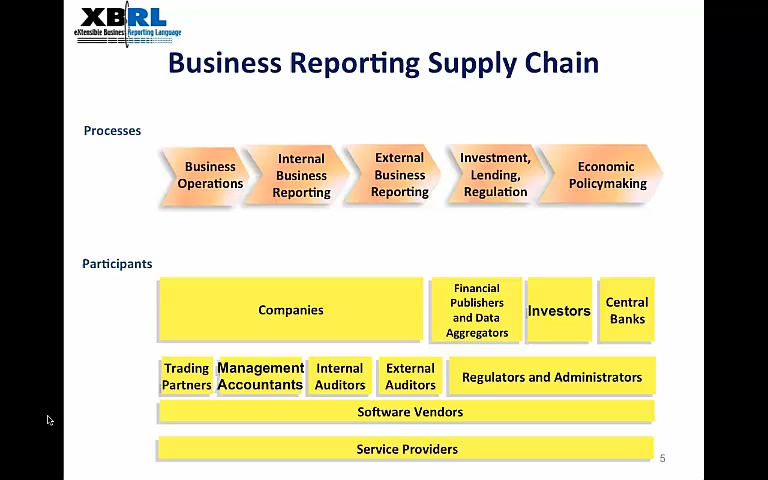 XBRL
eXtensible Business Reporting Language
Business Reporting Supply Chain
Processes
Business
Operations
Internal
Business
Reporting
External
Business
Reporting
Investment,
Lending,
Regulation
Economic
Policymaking
Participants
Companies
Financial
Publishers
and Data
Aggregators
Investors
Central
Banks
Trading
Partners
Management
Accountants
Internal
Auditors
External
Auditors
Regulators and Administrators
Software Vendors
Service Providers
5